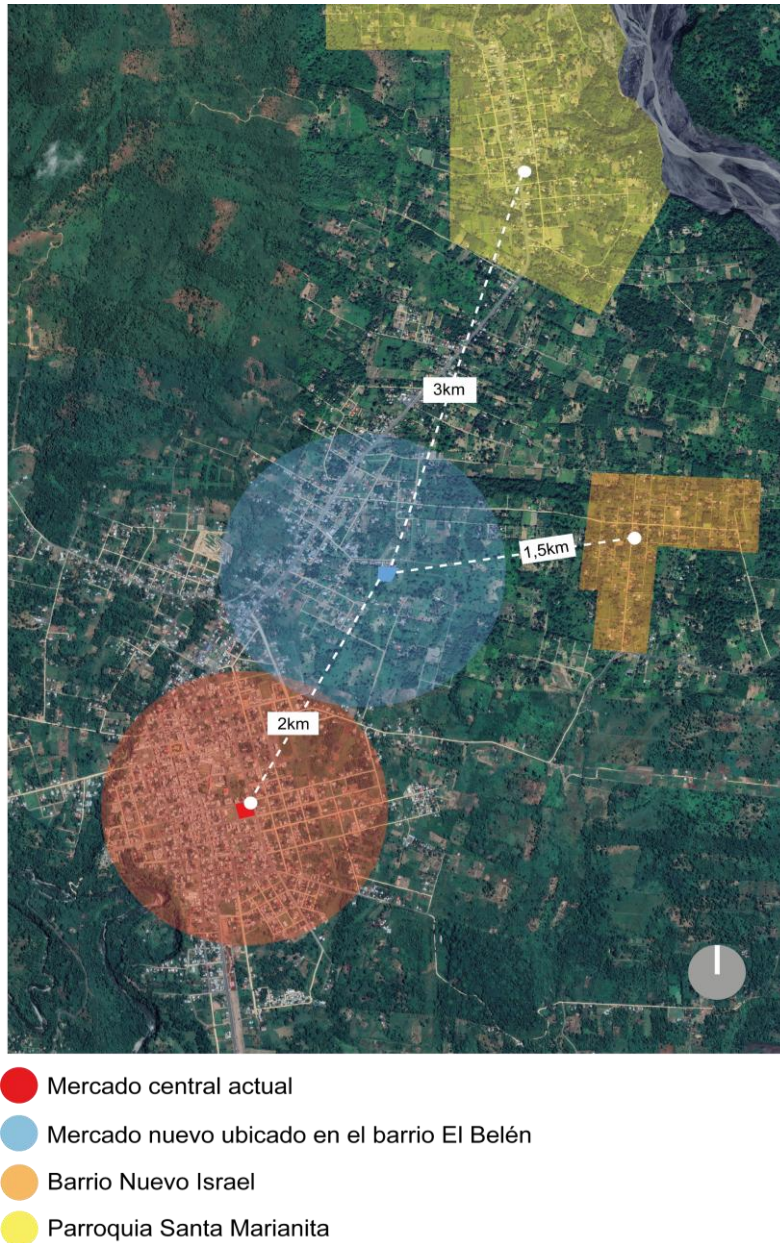 3km
1,5km
2km
Mercado central actual
Mercado nuevo ubicado en el barrio El Belén
Barrio Nuevo Israel
Parroquia Santa Marianita